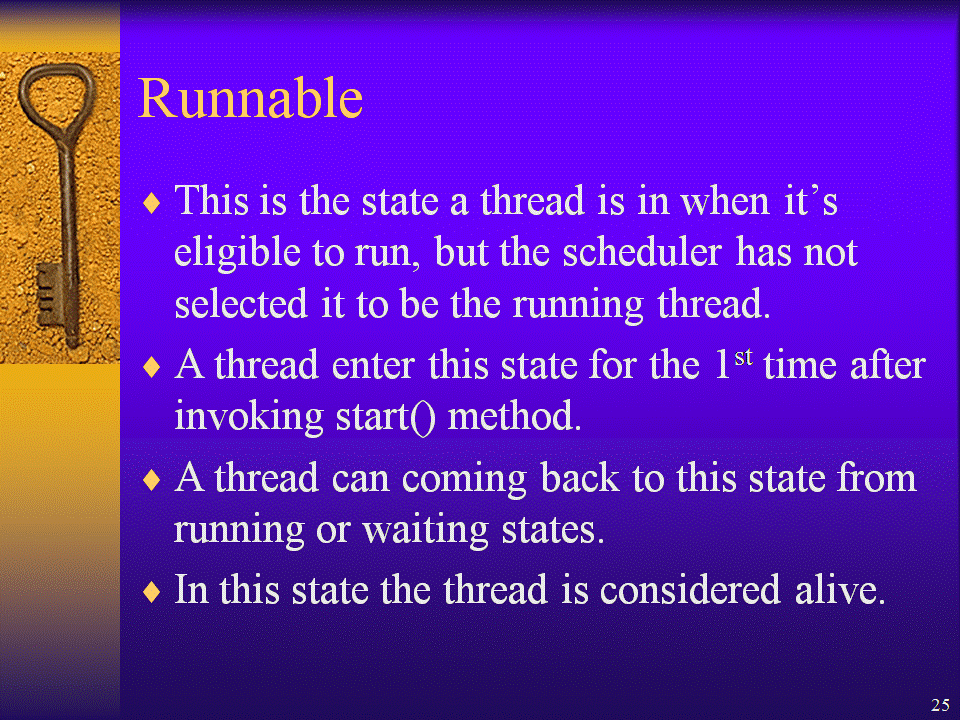 Runnable
♦ This is the state a thread is in when it’s
eligible to run, but the scheduler has not
selected it to be the running thread.
♦ A thread enter this state for the 1st time after
invoking start() method.
♦ A thread can coming back to this state from
running or waiting states.
♦ In this state the thread is considered alive.
25